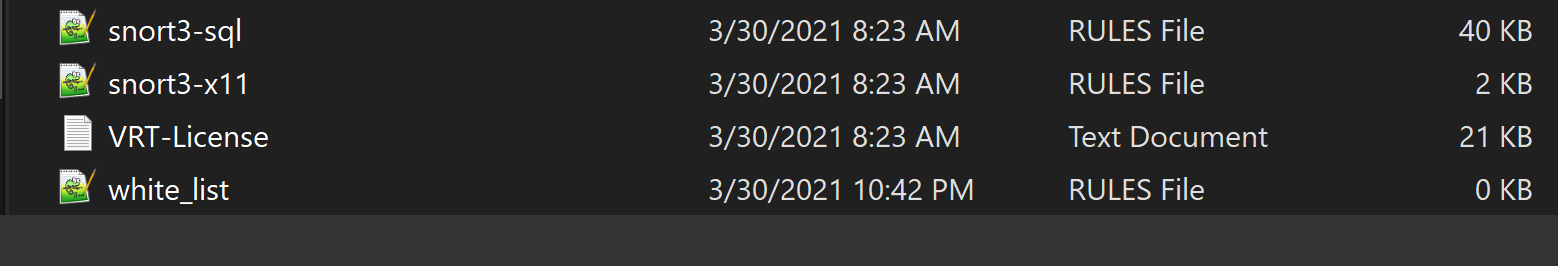 snort3-sql 3/30/2021 8:23 AM RULES File 40 KB
snort3-x11 3/30/2021 8:23 AM RULES File 2 KB
VRT-License 3/30/2021 8:23 AM Text Document 21 KB
white_list 3/30/2021 10:42 PM RULES File 0 KB